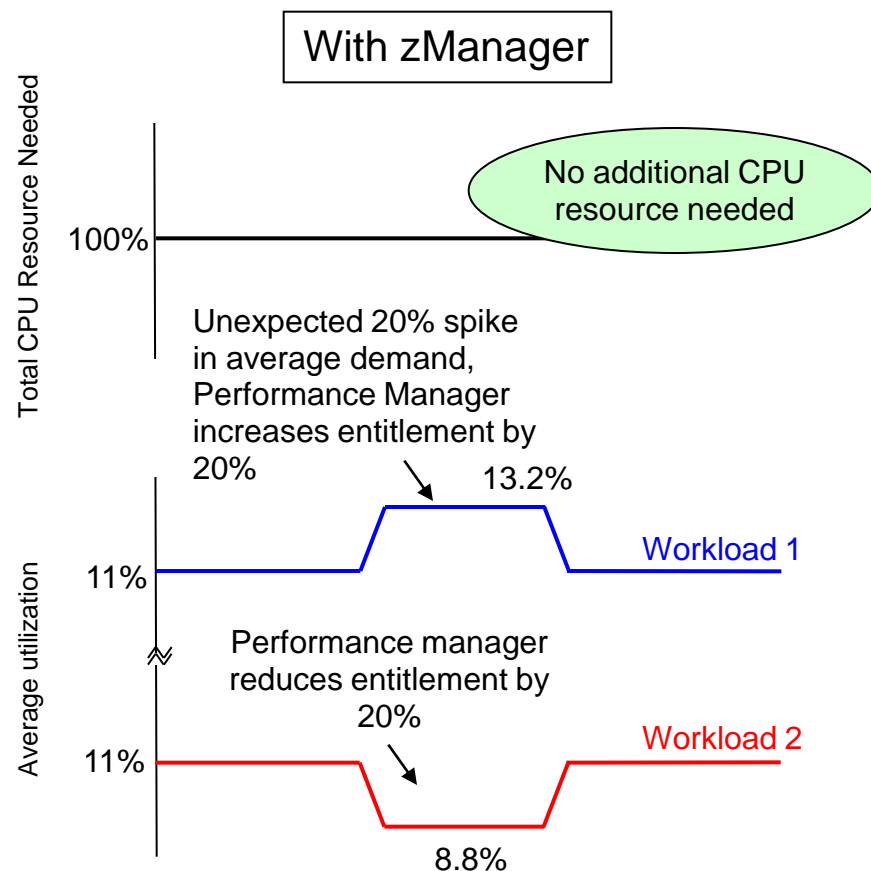 With zManager
Total CPU Resource Needed
No additional CPU
resource needed
100%
Unexpected 20% spike
in average demand,
Performance Manager
increases entitlement by
20%
13.2%
Workload 1
11%
Average utilization
Performance manager
reduces entitlement by
20%
Workload 2
11%
8.8%